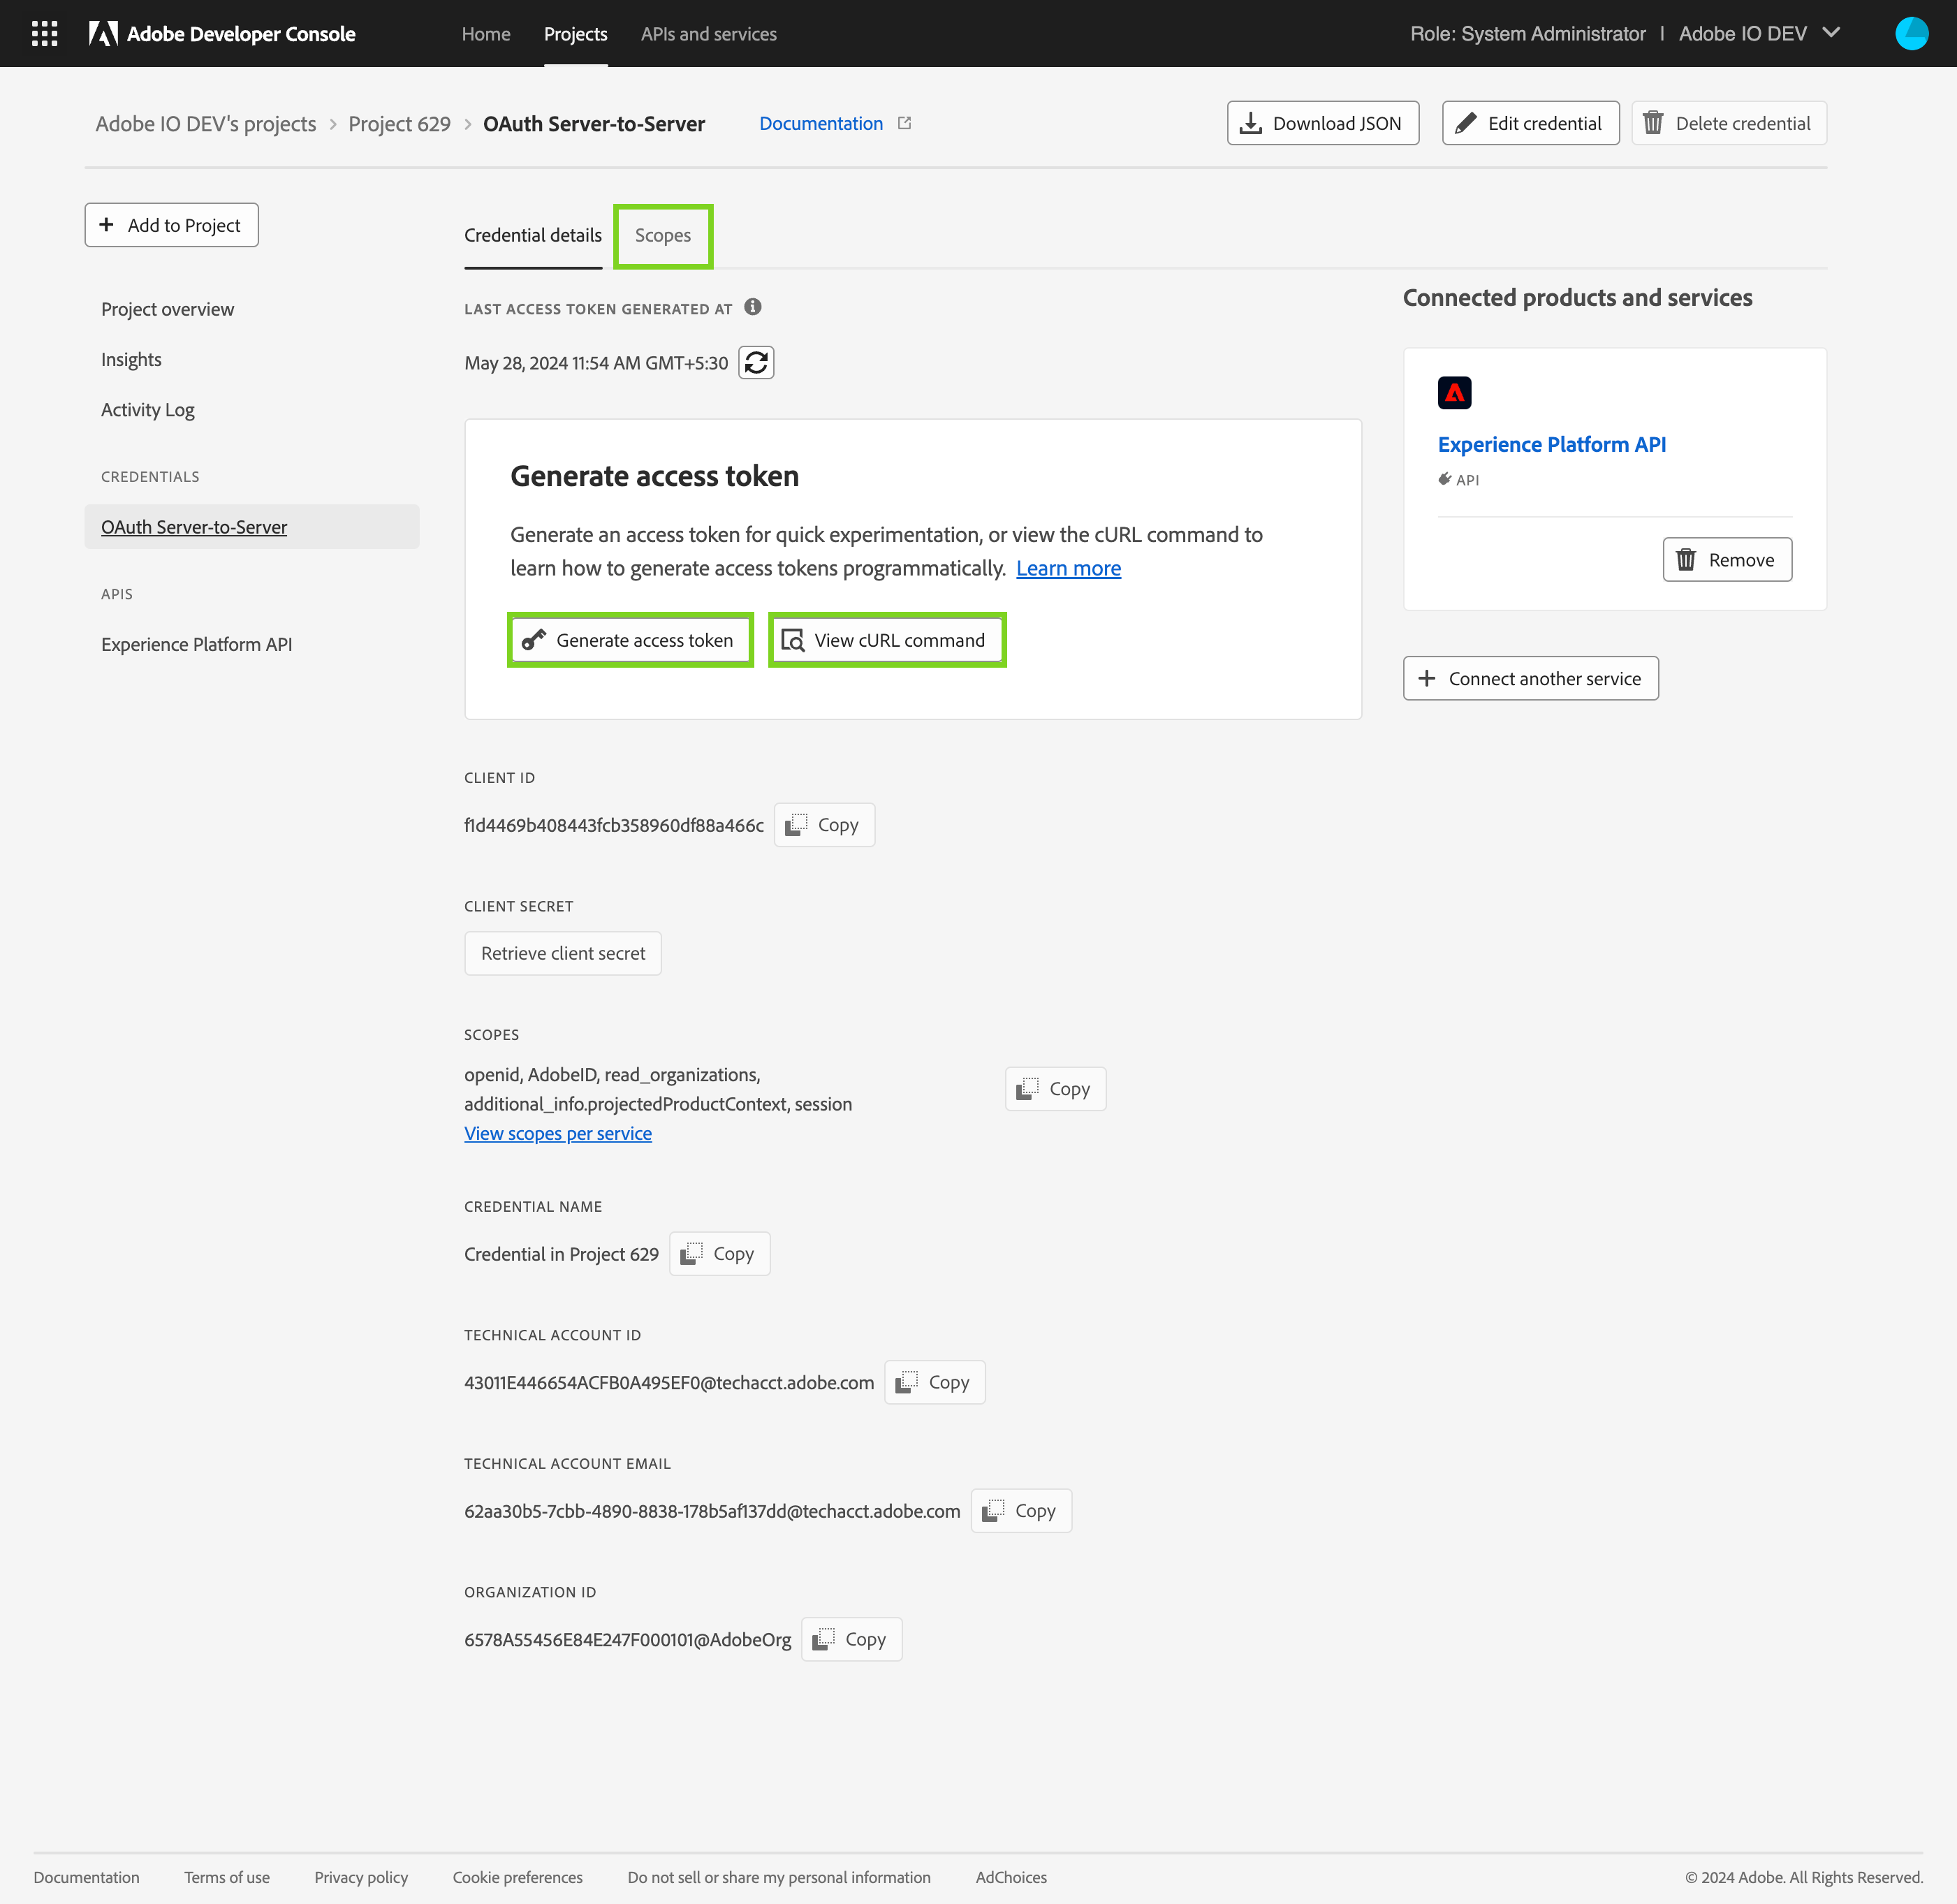 Adobe Developer Console
Home
Projects
APIs and services
Role: System Administrator | Adobe IO DEV
Adobe IO DEV's projects > Project 629 > OAuth Server-to-Server
Documentation
Download JSON
Edit credential
Delete credential
+ Add to Project
Project overview
Insights
Activity Log
CREDENTIALS
OAuth Server-to-Server
APIS
Experience Platform API
Credential details
Scopes
LAST ACCESS TOKEN GENERATED AT
May 28, 2024 11:54 AM GMT+5:30
Generate access token
Generate an access token for quick experimentation, or view the cURL command to
learn how to generate access tokens programmatically. Learn more
Generate access token
View cURL command
CLIENT ID
f1d4469b408443fcb358960df88a466c
Copy
CLIENT SECRET
Retrieve client secret
SCOPES
openid, AdobeID, read_organizations,
additional_info.projectedProductContext, session
Copy
View scopes per service
CREDENTIAL NAME
Credential in Project 629
Copy
TECHNICAL ACCOUNT ID
43011E446654ACFB0A495EF0@techacct.adobe.com
Copy
TECHNICAL ACCOUNT EMAIL
62aa30b5-7cbb-4890-8838-178b5af137dd@techacct.adobe.com
Copy
ORGANIZATION ID
6578A55456E84E247F000101@AdobeOrg
Copy
Connected products and services
Experience Platform API
API
Remove
+ Connect another service
Documentation
Terms of use
Privacy policy
Cookie preferences
Do not sell or share my personal information
AdChoices
© 2024 Adobe. All Rights Reserved.